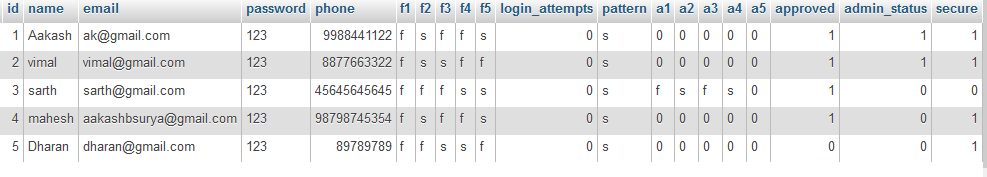 id name email password phone f1 f2 f3 f4 f5 login_attempts pattern a1 a2 a3 a4 a5 approved admin_status secure
1 Aakash ak@gmail.com 123 9988441122 f s f f s 0 s 0 0 0 0 0 1 1 1
2 vimal vimal@gmail.com 123 8877663322 f s s f f 0 s 0 0 0 0 0 1 1 1
3 sarth sarth@gmail.com 123 45645645645 f f f s s 0 s f s f s 0 1 0 0
4 mahesh aakashbsurya@gmail.com 123 98798745354 f f s f s 0 s 0 0 0 0 0 1 0 1
5 Dharan dharan@gmail.com 123 89789789 f f s s f 0 s 0 0 0 0 0 0 0 1